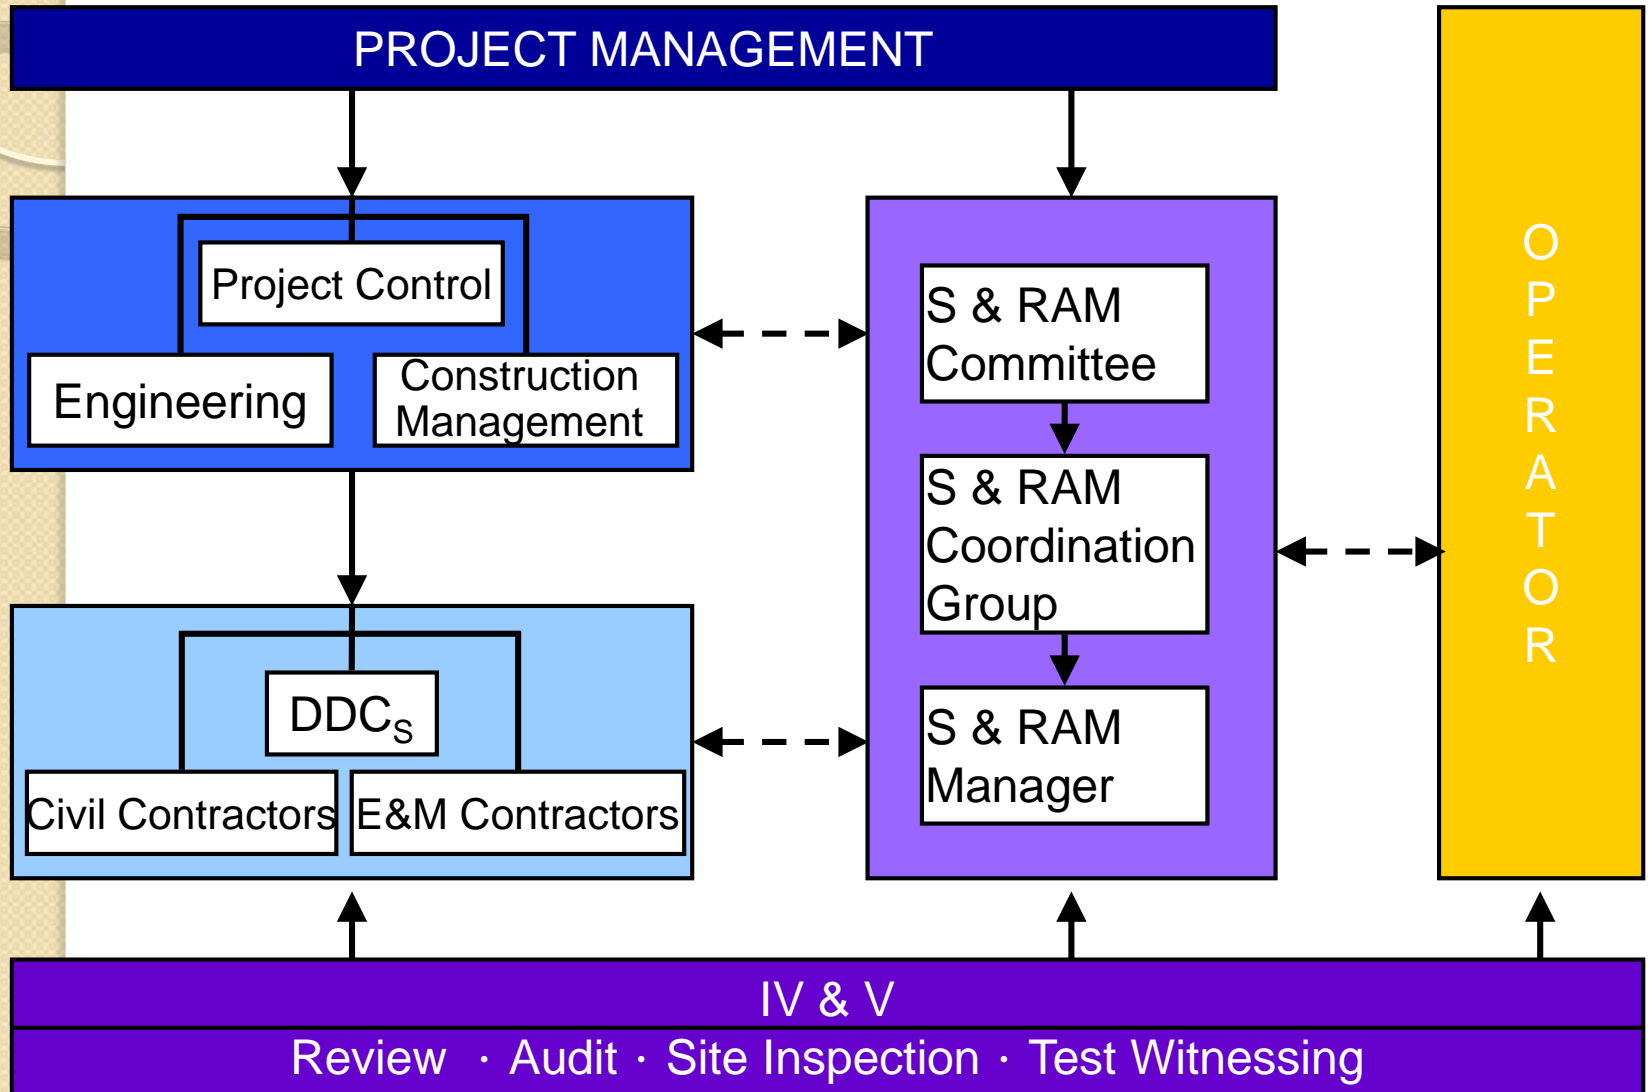 PROJECT MANAGEMENT
Project Control
Engineering
Construction
Management
DDCS
Civil Contractors
E&M Contractors
S & RAM
Committee
S & RAM
Coordination
Group
S & RAM
Manager
O
P
E
R
A
T
O
R
IV & V
Review · Audit · Site Inspection · Test Witnessing